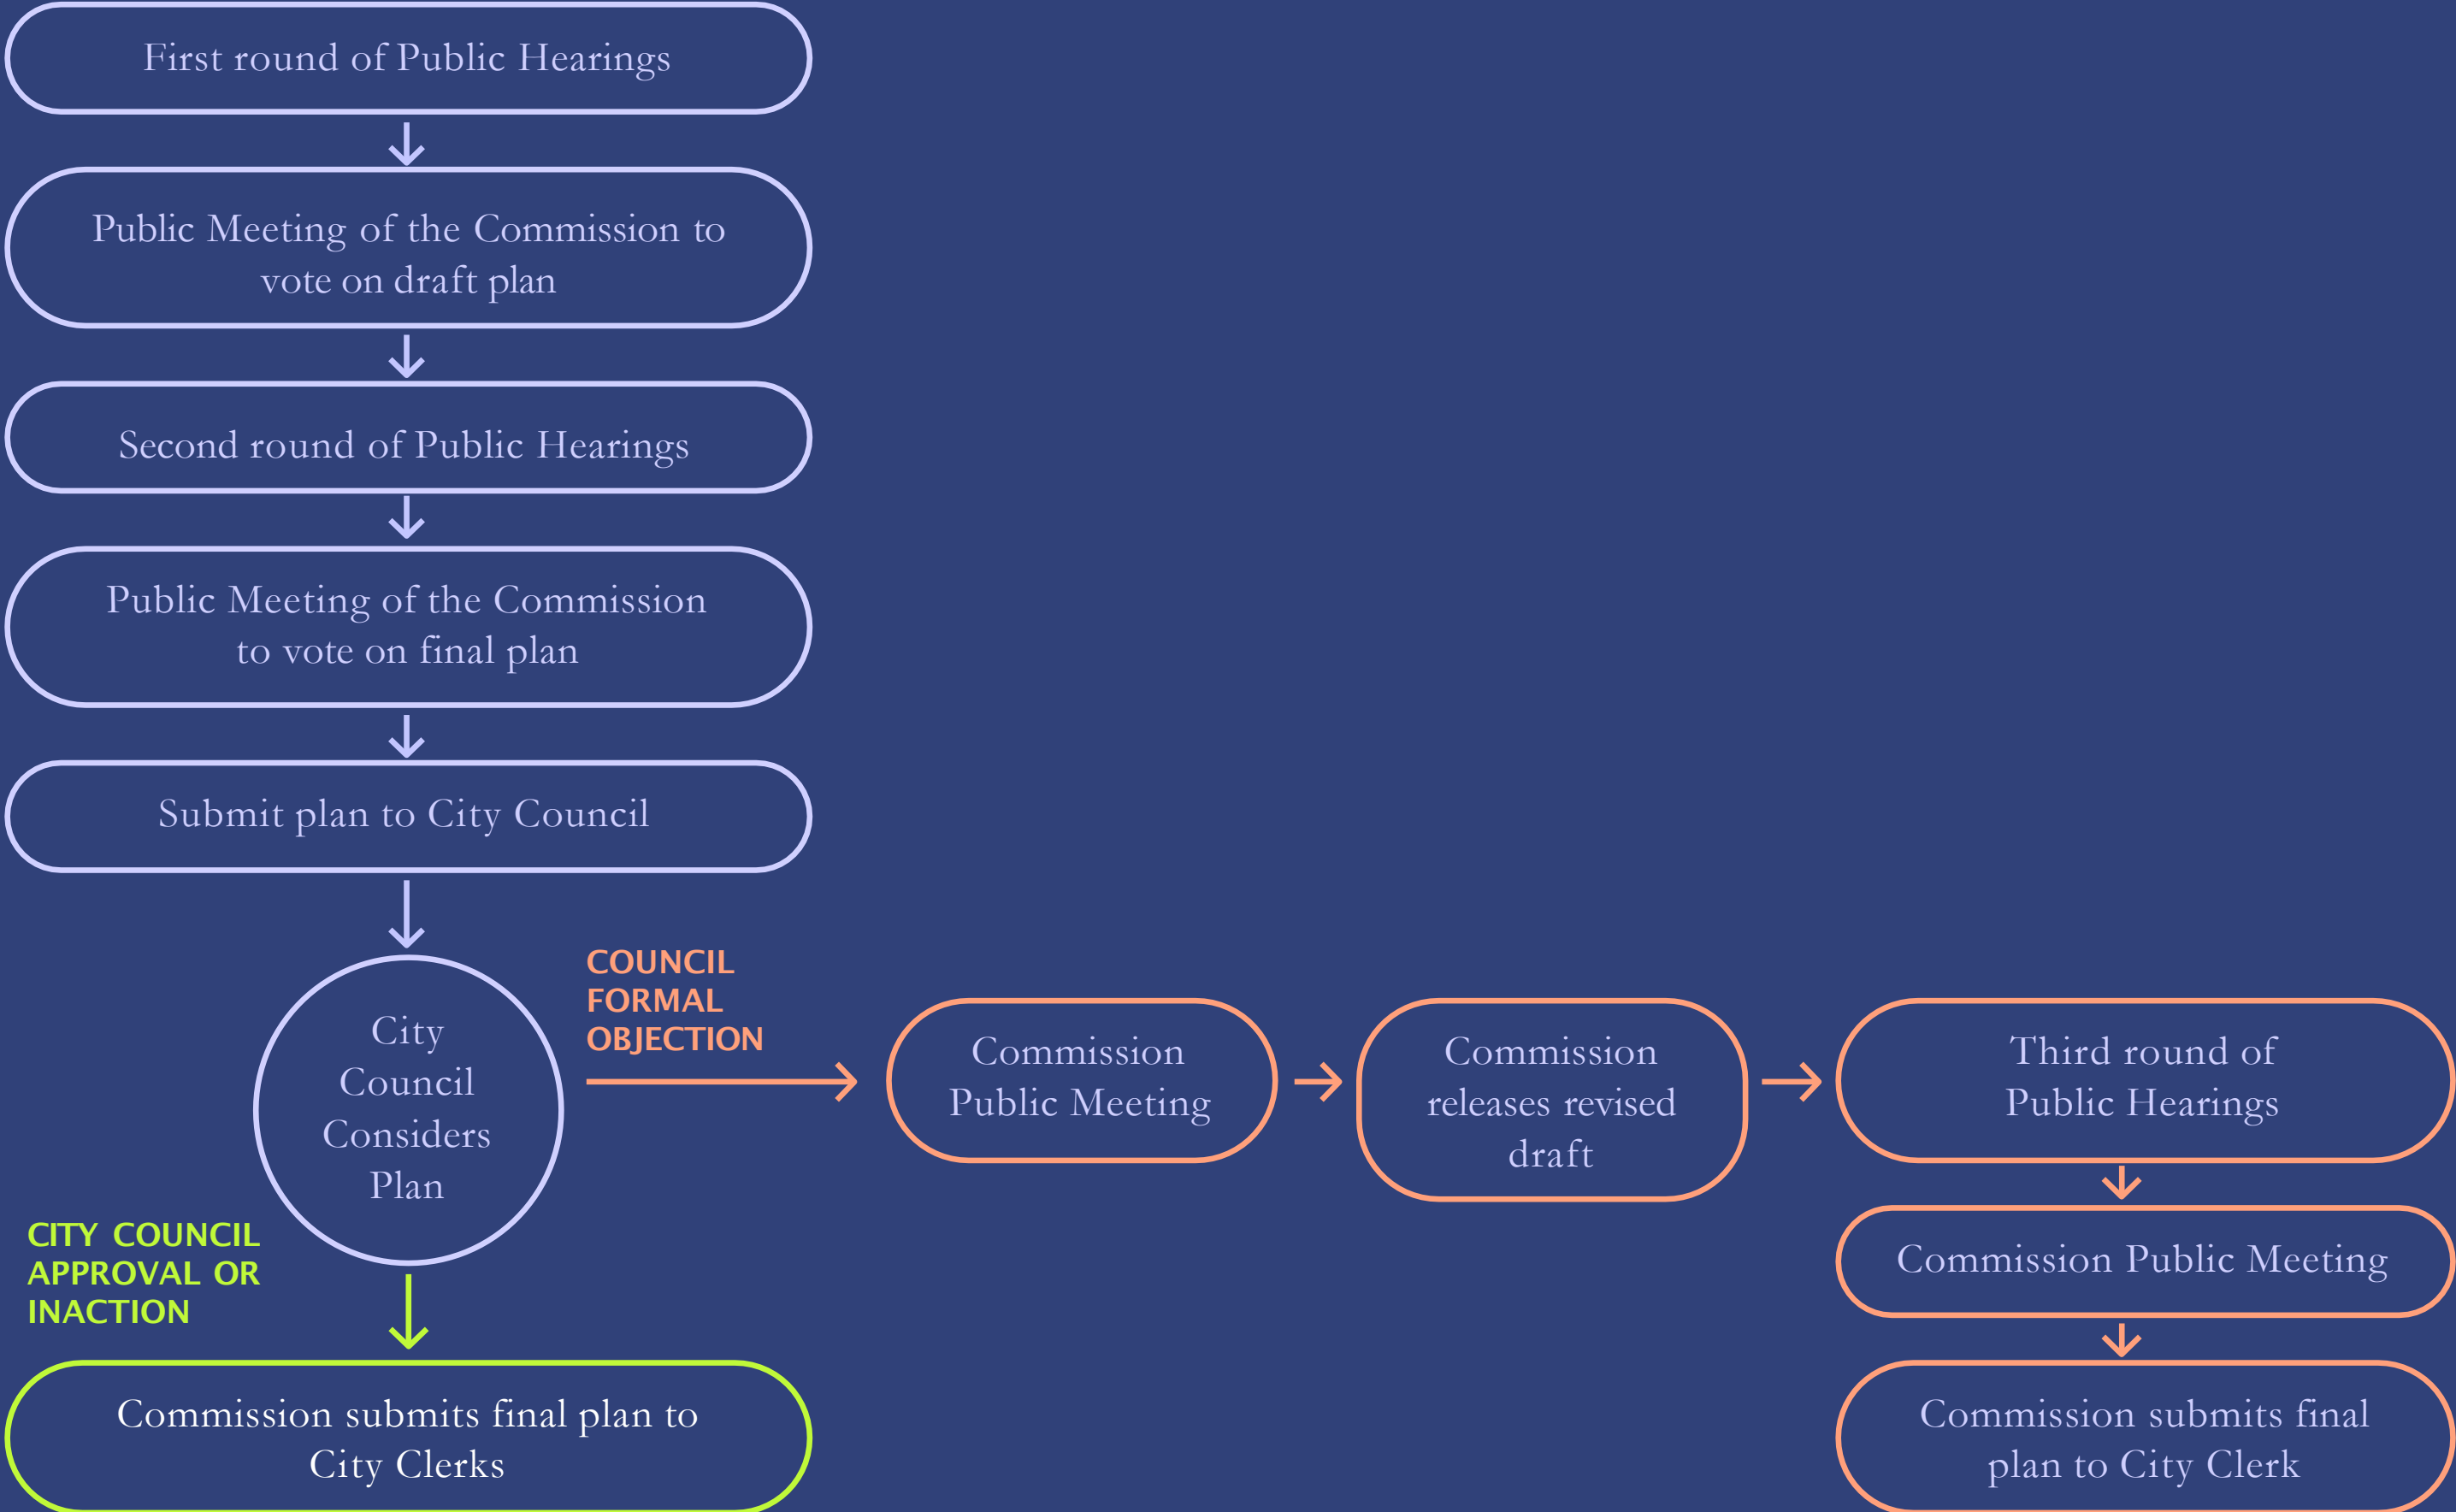 First round of Public Hearings
Public Meeting of the Commission to
vote on draft plan
Second round of Public Hearings
Public Meeting of the Commission
to vote on final plan
Submit plan to City Council
City
Council
Considers
Plan
COUNCIL
FORMAL
OBJECTION
Commission
Public Meeting
Commission
releases revised
draft
Third round of
Public Hearings
Commission Public Meeting
Commission submits final
plan to City Clerk
CITY COUNCIL
APPROVAL OR
INACTION
Commission submits final plan to
City Clerks